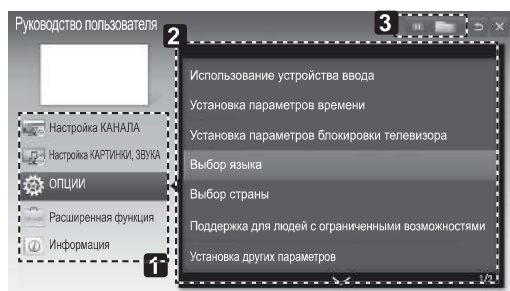 Руководство пользователя
3
2
Настройка КАНАЛА
Настройка КАРТИНКИ, ЗВУКА
ОПЦИИ
Расширенная функция
Информация
1
Использование устройства ввода
Установка параметров времени
Установка параметров блокировки телевизора
Выбор языка
Выбор страны
Поддержка для людей с ограниченными возможностями
Установка других параметров
1/2